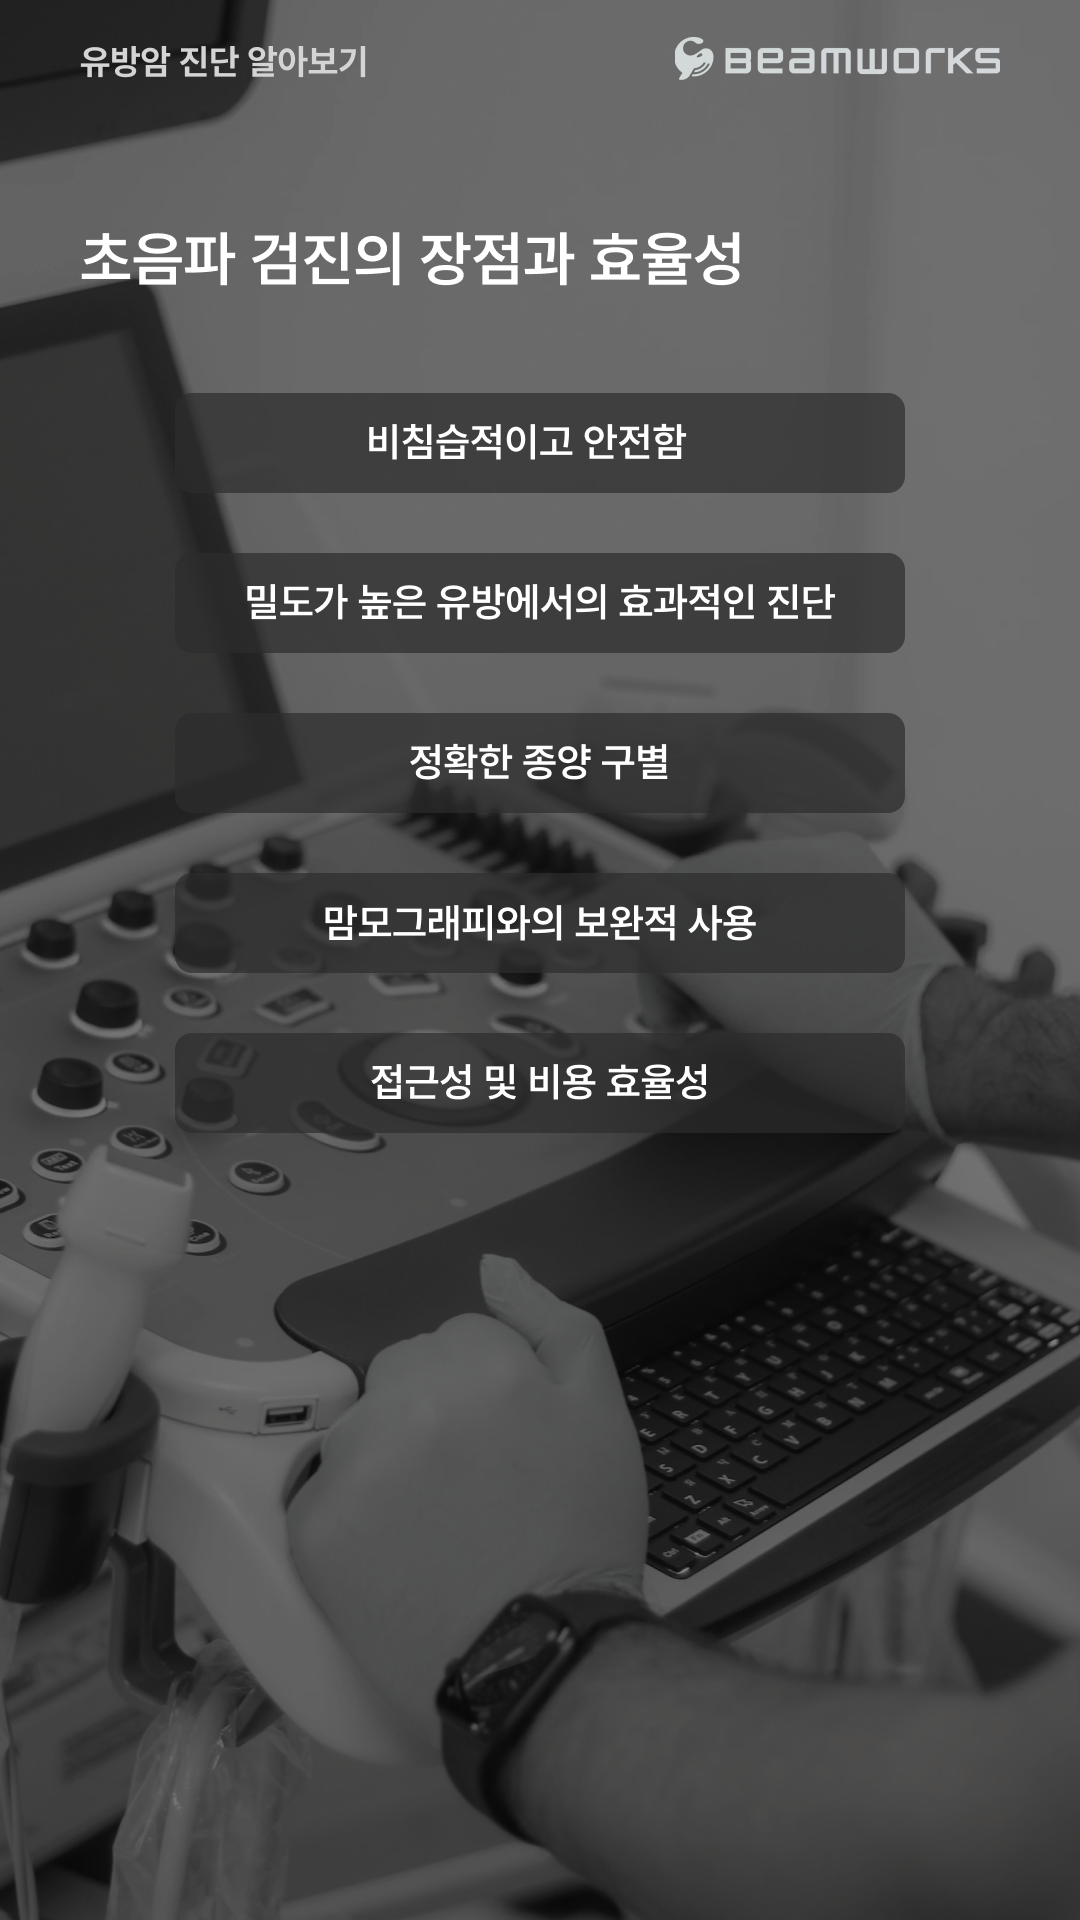 유방암 진단 알아보기
BEAMWORKS
초음파 검진의 장점과 효율성
비침습적이고 안전함
밀도가 높은 유방에서의 효과적인 진단
정확한 종양 구별
맘모그래피와의 보완적 사용
접근성 및 비용 효율성